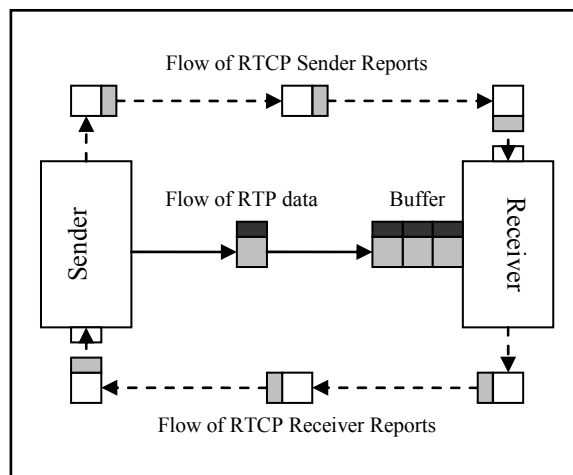 Flow of RTCP Sender Reports
Sender
Flow of RTP data
Buffer
Receiver
Flow of RTCP Receiver Reports